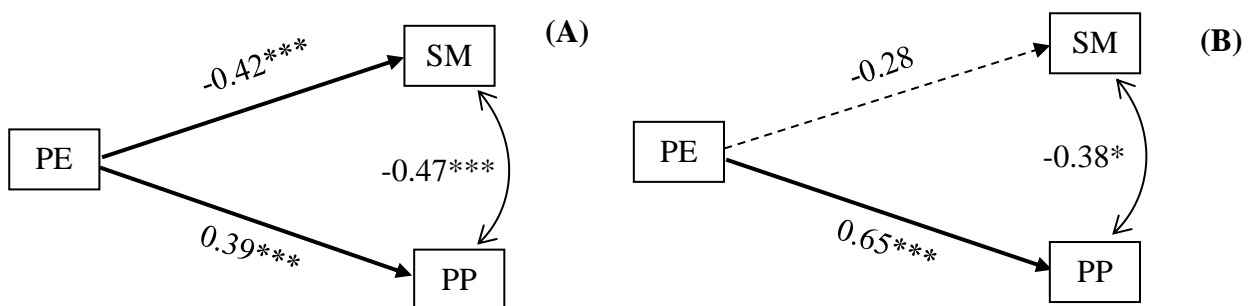 (A)
PE
SM
PP
-0.42***
0.39***
-0.47***
(B)
PE
SM
PP
-0.28
0.65***
-0.38*